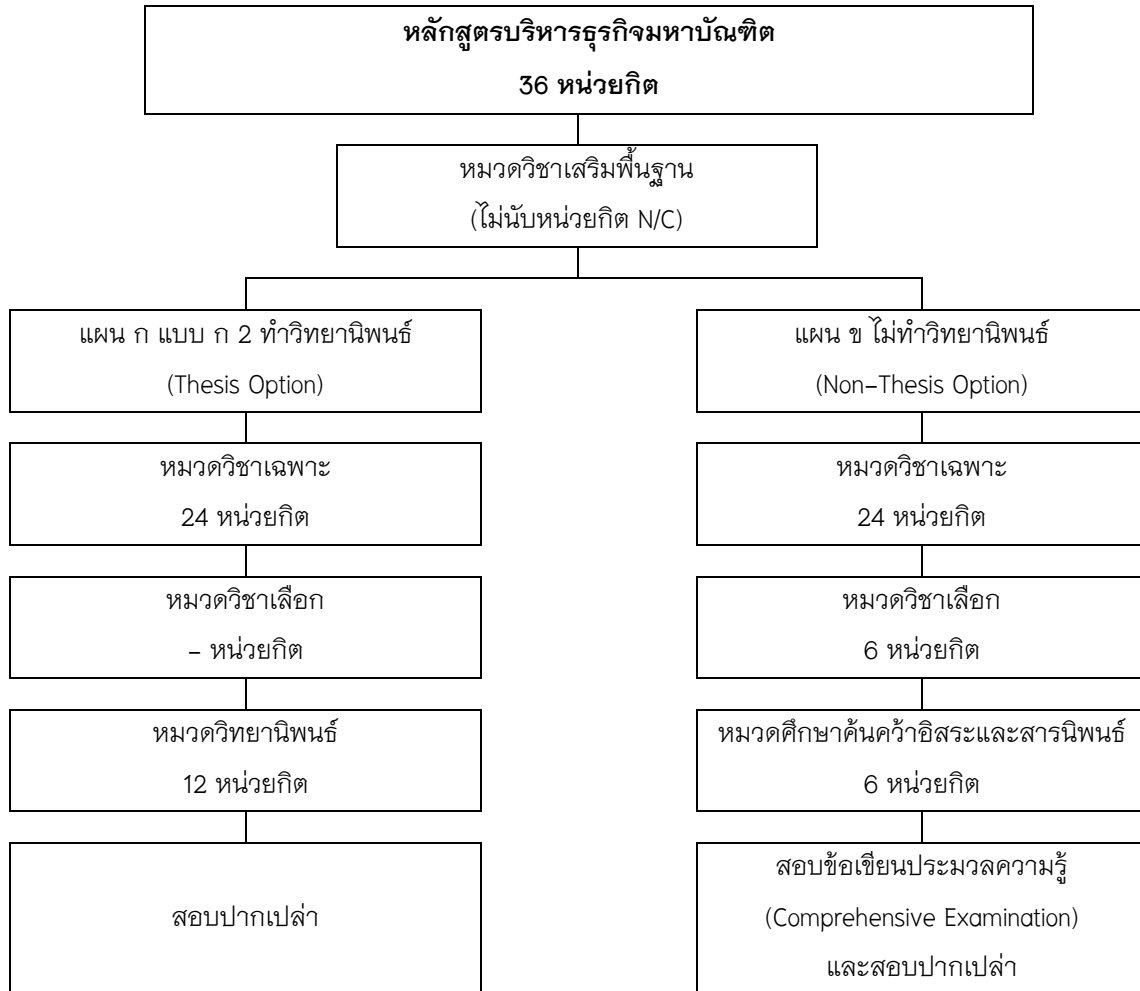 หลักสูตรบริหารธุรกิจมหาบัณฑิต
36 หน่วยกิต
หมวดวิชาเสริมพื้นฐาน
(ไม่นับหน่วยกิต N/C)
แผน ก แบบ ก 2 ทำวิทยานิพนธ์
(Thesis Option)
หมวดวิชาเฉพาะ
24 หน่วยกิต
หมวดวิชาเลือก
– หน่วยกิต
หมวดวิทยานิพนธ์
12 หน่วยกิต
สอบปากเปล่า
แผน ข ไม่ทำวิทยานิพนธ์
(Non–Thesis Option)
หมวดวิชาเฉพาะ
24 หน่วยกิต
หมวดวิชาเลือก
6 หน่วยกิต
หมวดศึกษาค้นคว้าอิสระและสารนิพนธ์
6 หน่วยกิต
สอบข้อเขียนประมวลความรู้
(Comprehensive Examination)
และสอบปากเปล่า